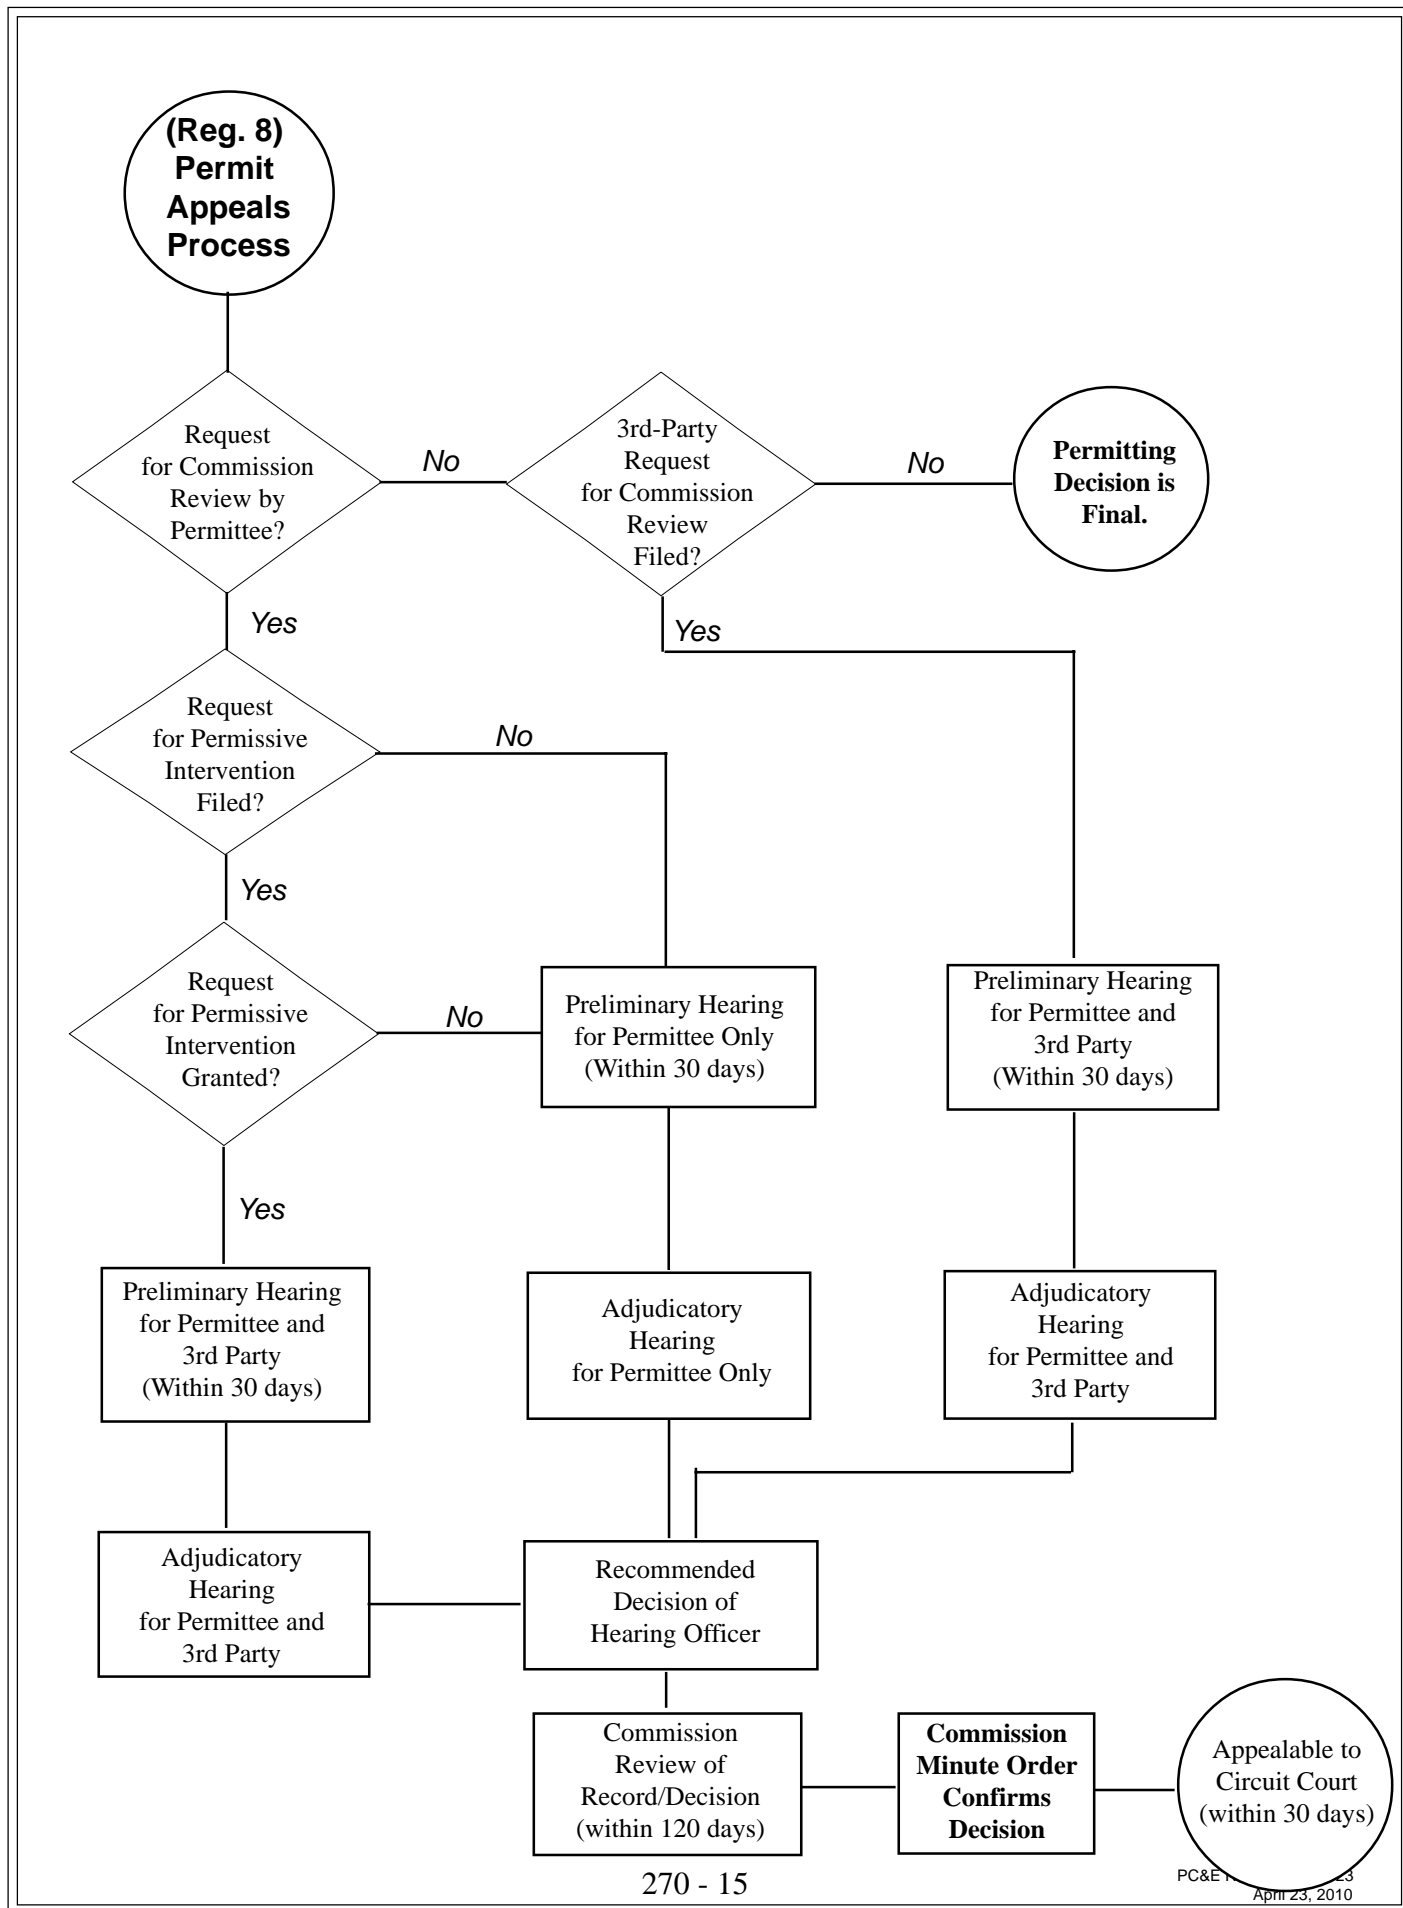 (Reg. 8)
Permit
Appeals
Process
Request
for Commission
Review by
Permittee?
No
3rd-Party
Request
for Commission
Review
Filed?
No
Permitting
Decision is
Final.
Yes
Yes
Request
for Permissive
Intervention
Filed?
No
Yes
Request
for Permissive
Intervention
Granted?
No
Preliminary Hearing
for Permittee Only
(Within 30 days)
Preliminary Hearing
for Permittee and
3rd Party
(Within 30 days)
Yes
Preliminary Hearing
for Permittee and
3rd Party
(Within 30 days)
Adjudicatory
Hearing
for Permittee Only
Adjudicatory
Hearing
for Permittee and
3rd Party
Adjudicatory
Hearing
for Permittee and
3rd Party
Recommended
Decision of
Hearing Officer
Commission
Review of
Record/Decision
(within 120 days)
Commission
Minute Order
Confirms
Decision
Appealable to
Circuit Court
(within 30 days)
270 - 15
PC&E 23
April 23, 2010